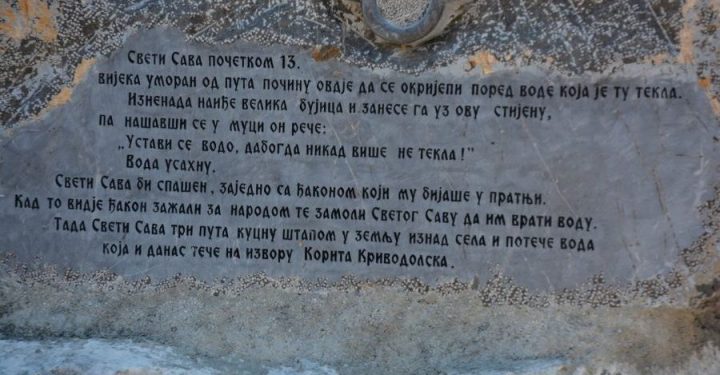 Свети Сава почетком 13.
вијека уморан од пута почину овдје да се окријепи поред воде која је ту текла.
Изненада наиђе велика бујица и занесе га уз ову стијену,
па нашавши се у муци он рече:
„Устави се водо, дабогда никад више не текла!"
Вода усахну.
Свети Сава би спашен, заједно са ђаконом који му бијаше у пратњи.
Кад то видје ђакон зажали за народом те замоли Светог Саву да им врати воду.
Тада Свети Сава три пута куцну штапом у земљу изнад села и потече вода
која и данас тече на извору Корита Криводолска.